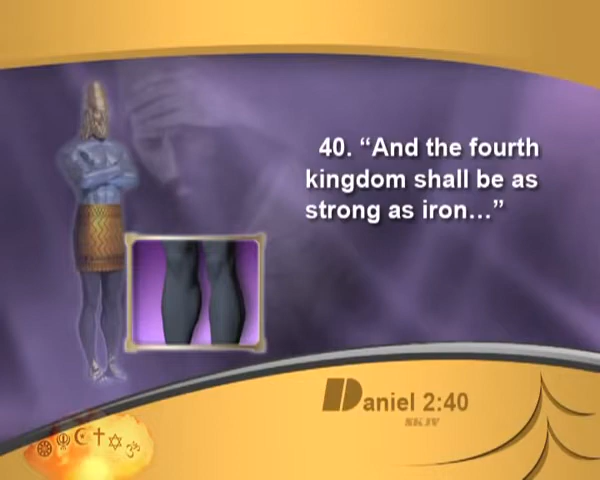 40. “And the fourth
kingdom shall be as
strong as iron…”
Daniel 2:40
SKJV